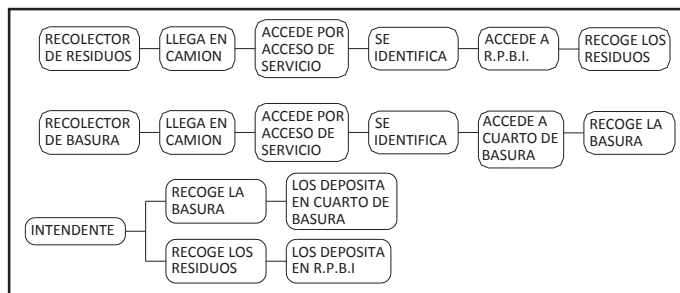 RECOLECTOR
DE RESIDUOS
LLEGA EN
CAMION
ACCEDE POR
ACCESO DE
SERVICIO
SE
IDENTIFICA
ACCEDE A
R.P.B.I.
RECOGE LOS
RESIDUOS
RECOLECTOR
DE BASURA
LLEGA EN
CAMION
ACCEDE POR
ACCESO DE
SERVICIO
SE
IDENTIFICA
ACCEDE A
CUARTO DE
BASURA
RECOGE LA
BASURA
INTENDENTE
RECOGE LA
BASURA
LOS DEPOSITA
EN CUARTO DE
BASURA
RECOGE LOS
RESIDUOS
LOS DEPOSITA
EN R.P.B.I